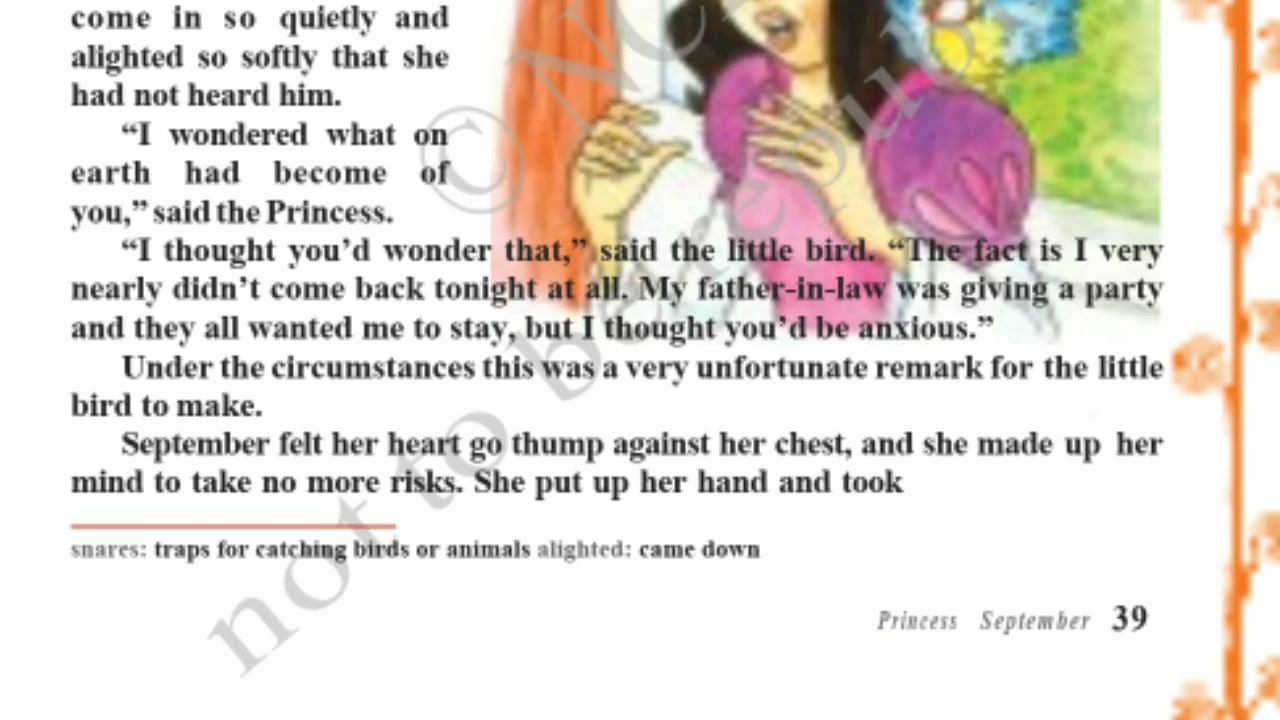 come in so quietly and
alighted so softly that she
had not heard him.
“I wondered what on
earth had become of
you,” said the Princess.
“I thought you’d wonder that,” said the little bird. “The fact is I very
nearly didn’t come back tonight at all. My father-in-law was giving a party
and they all wanted me to stay, but I thought you’d be anxious.”
Under the circumstances this was a very unfortunate remark for the little
bird to make.
September felt her heart go thump against her chest, and she made up her
mind to take no more risks. She put up her hand and took
snares: traps for catching birds or animals alighted: came down
Princess September 39
© NC
not to be repub